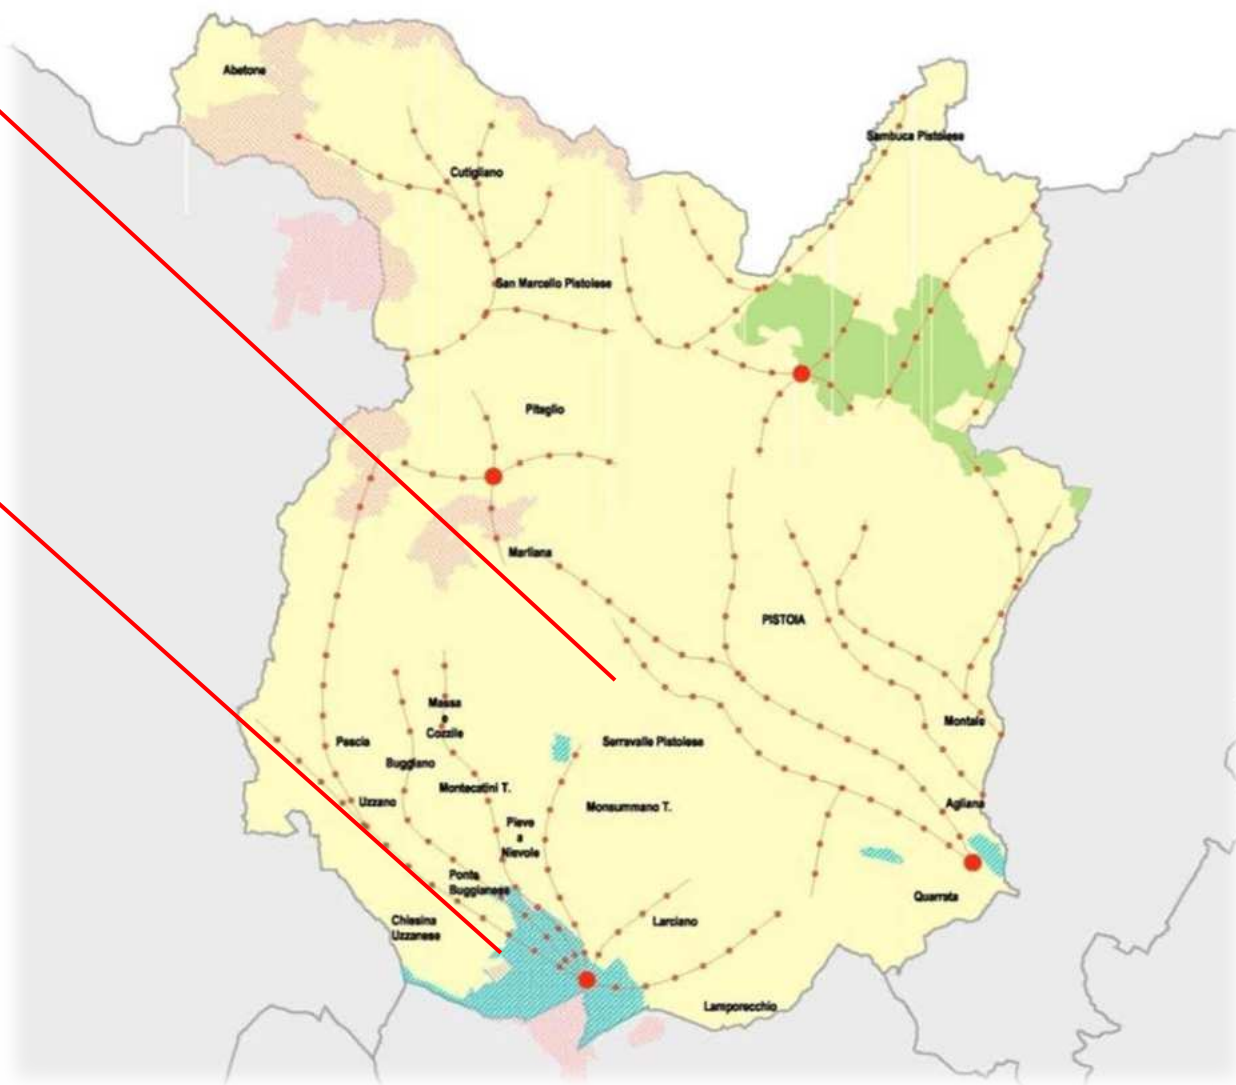 Abetone
Sambuca Pistoiese
Cutigliano
San Marcello Pistoiese
Piteglio
Marliana
PISTOIA
Massa
e
Cozzile
Montale
Pescia
Serravalle Pistoiese
Buggiano
Montecatini T.
Uzzano
Monsummano T.
Agliana
Pieve
a
Nievole
Ponte
Buggianese
Quarrata
Chiesina
Uzzanese
Larciano
Lamporecchio